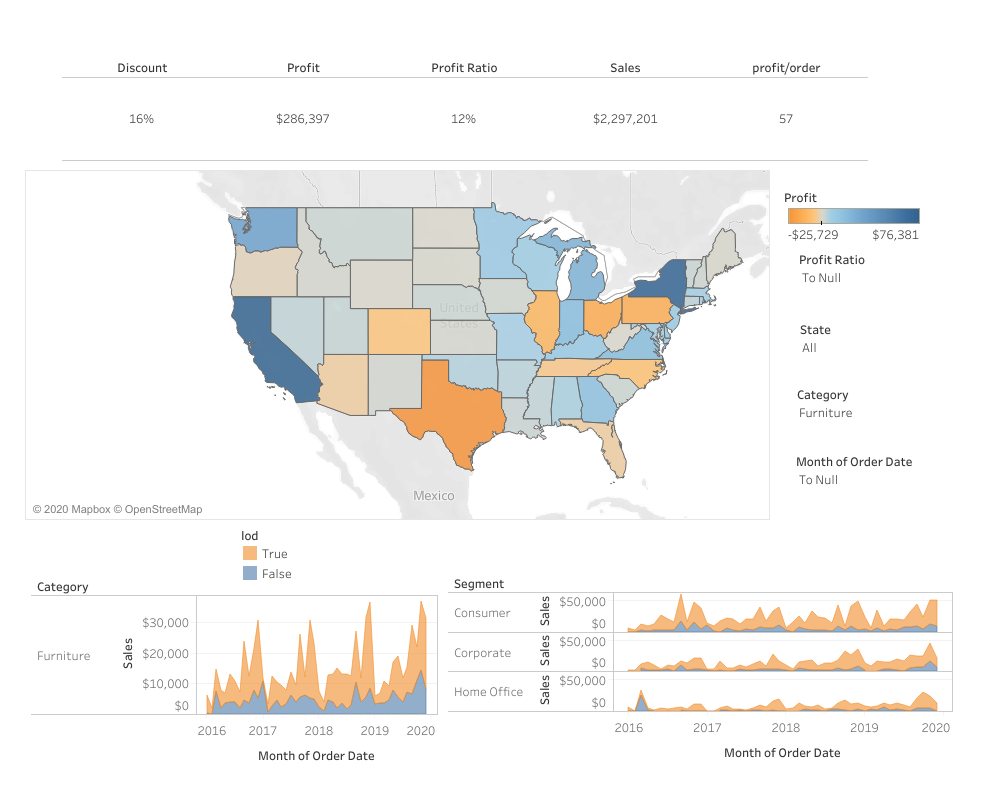 Discount Profit Profit Ratio Sales profit/order
16% $286,397 12% $2,297,201 57
Profit
-$25,729 $76,381
Profit Ratio
To Null
United
States
State
All
Category
Furniture
Month of Order Date
To Null
Mexico
© 2020 Mapbox © OpenStreetMap
lod
True
False
Category
Furniture
Sales
$30,000
$20,000
$10,000
$0
2016 2017 2018 2019 2020
Month of Order Date
Segment
Consumer Sales $50,000
$0
Corporate Sales $50,000
$0
Home Office Sales $50,000
$0
2016 2017 2018 2019 2020
Month of Order Date